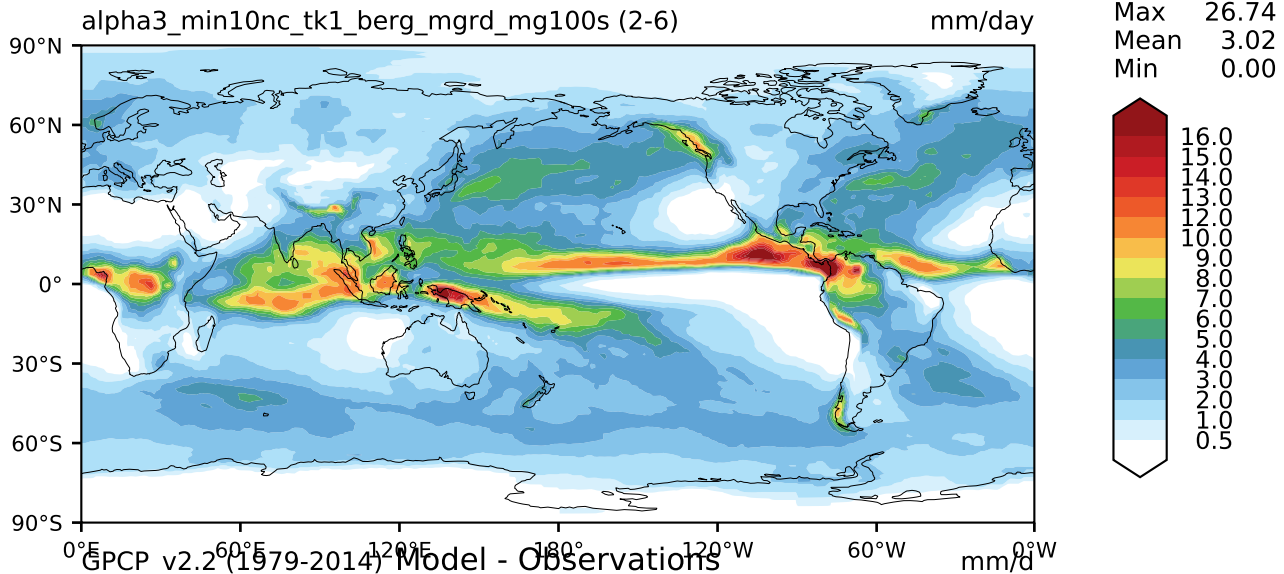 alpha3_min10nc_tk1_berg_mgrd_mg100s (2-6) mm/day
Max 26.74
Mean 3.02
Min 0.00
90°N
60°N
30°N
0°
30°S
60°S
90°S
0°E 60°E 120°E 180° 120°W 60°W 0°W
16.0
15.0
14.0
13.0
12.0
10.0
9.0
8.0
7.0
6.0
5.0
4.0
3.0
2.0
1.0
0.5
GPCP_v2.2 (1979-2014) Model - Observations mm/d